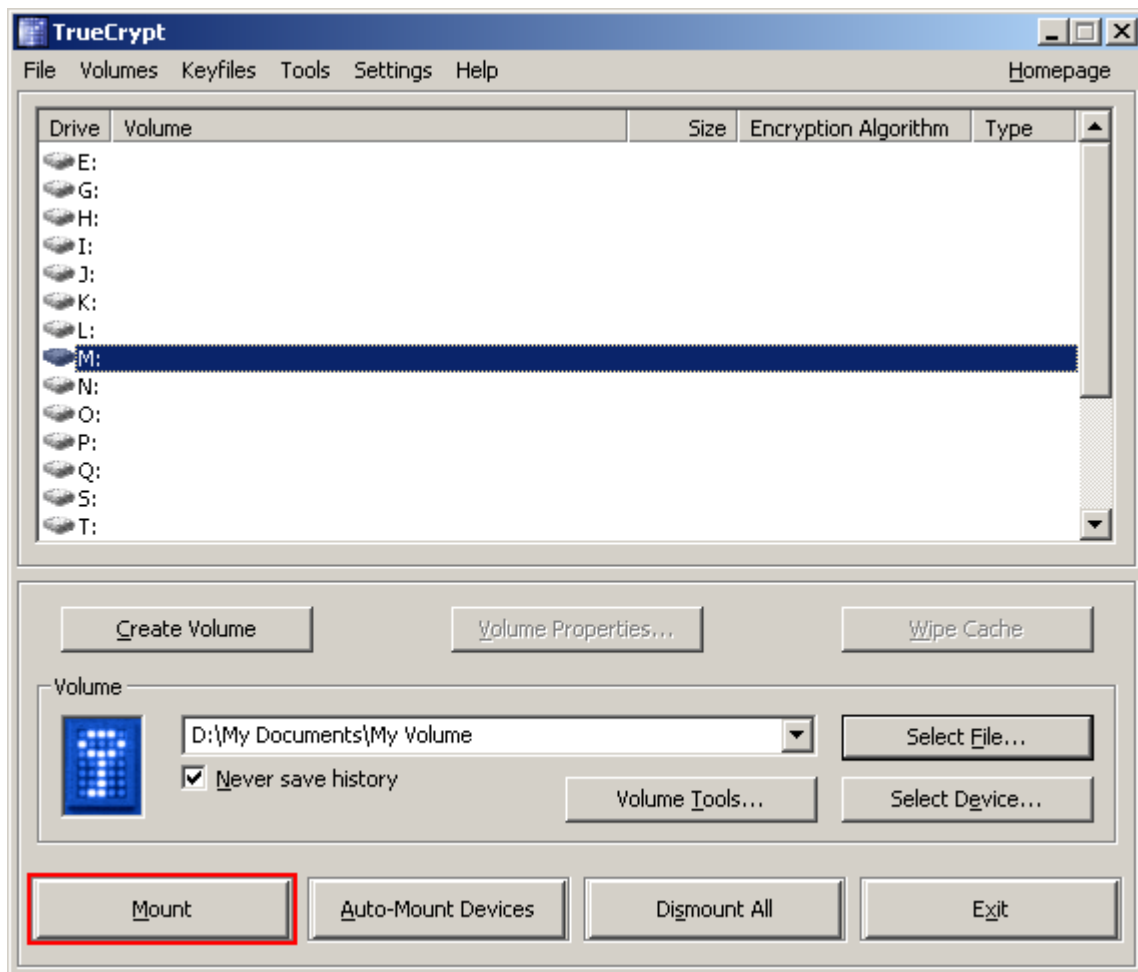 TrueCrypt
File Volumes Keyfiles Tools Settings Help Homepage
Drive Volume Size Encryption Algorithm Type
E:
G:
H:
I:
J:
K:
L:
M:
N:
O:
P:
Q:
S:
T:
Create Volume Volume Properties... Wipe Cache
Volume
D:\My Documents\My Volume Select File...
Never save history
Volume Tools... Select Device...
Mount Auto-Mount Devices Dismount All Exit